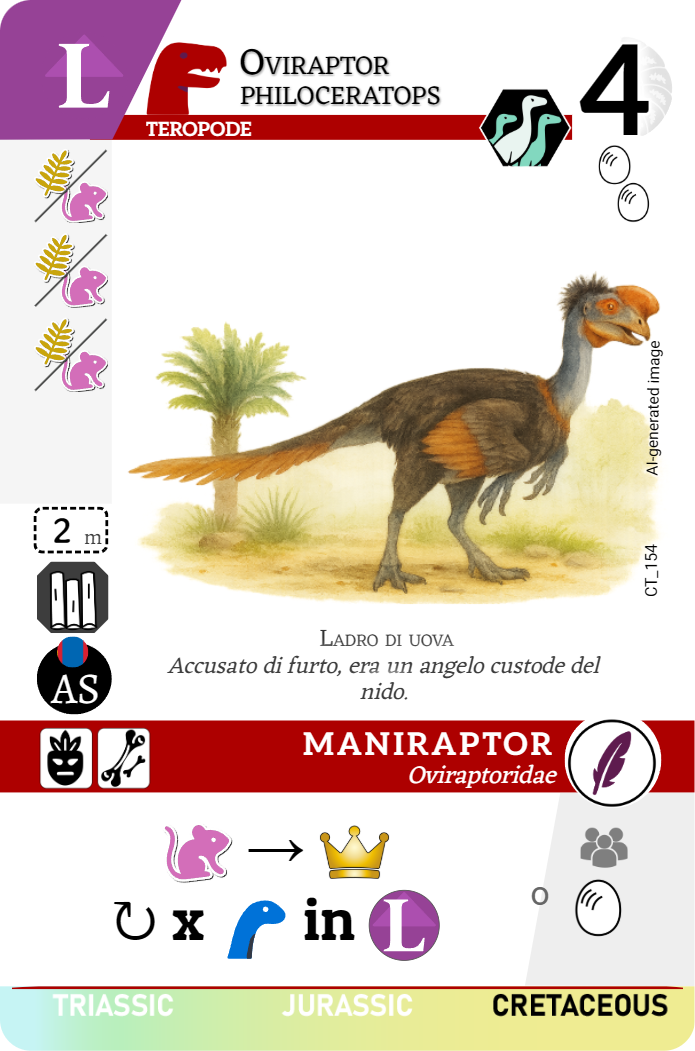 L
OVIRAPTOR
PHILOCERATOPS
4
TEROPODE
AI-generated image
CT_154
2 m
AS
LADRO DI UOVA
Accusato di furto, era un angelo custode del
nido.
MANIRAPTOR
Oviraptoridae
x in L
o
TRIASSIC JURASSIC CRETACEOUS